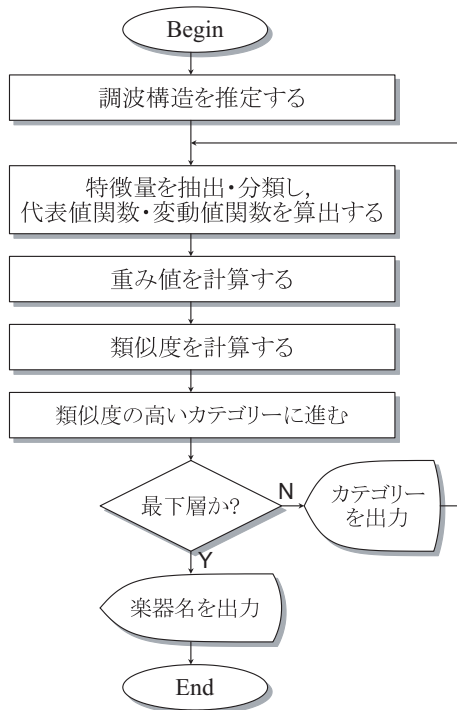 Begin
調波構造を推定する
特徴量を抽出・分類し,
代表値関数・変動値関数を算出する
重み値を計算する
類似度を計算する
類似度の高いカテゴリーに進む
最下層か?
N
カテゴリー
を出力
Y
楽器名を出力
End